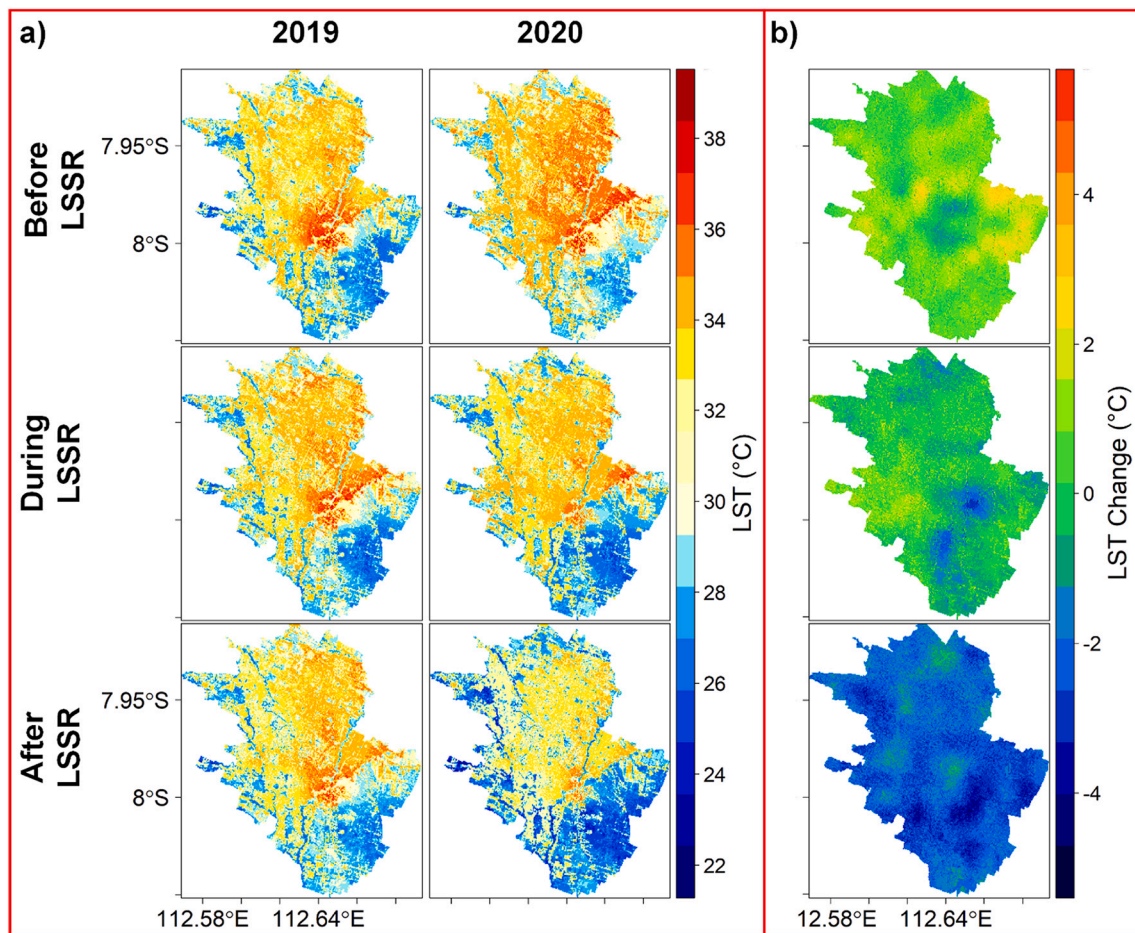 a)
2019
2020
b)
Before
LSSR
7.95°S
8°S
During
LSSR
After
LSSR
7.95°S
8°S
112.58°E
112.64°E
38
36
34
32
30
28
26
24
22
LST (°C)
4
2
0
-2
-4
LST Change (°C)
12.58°E
112.64°E